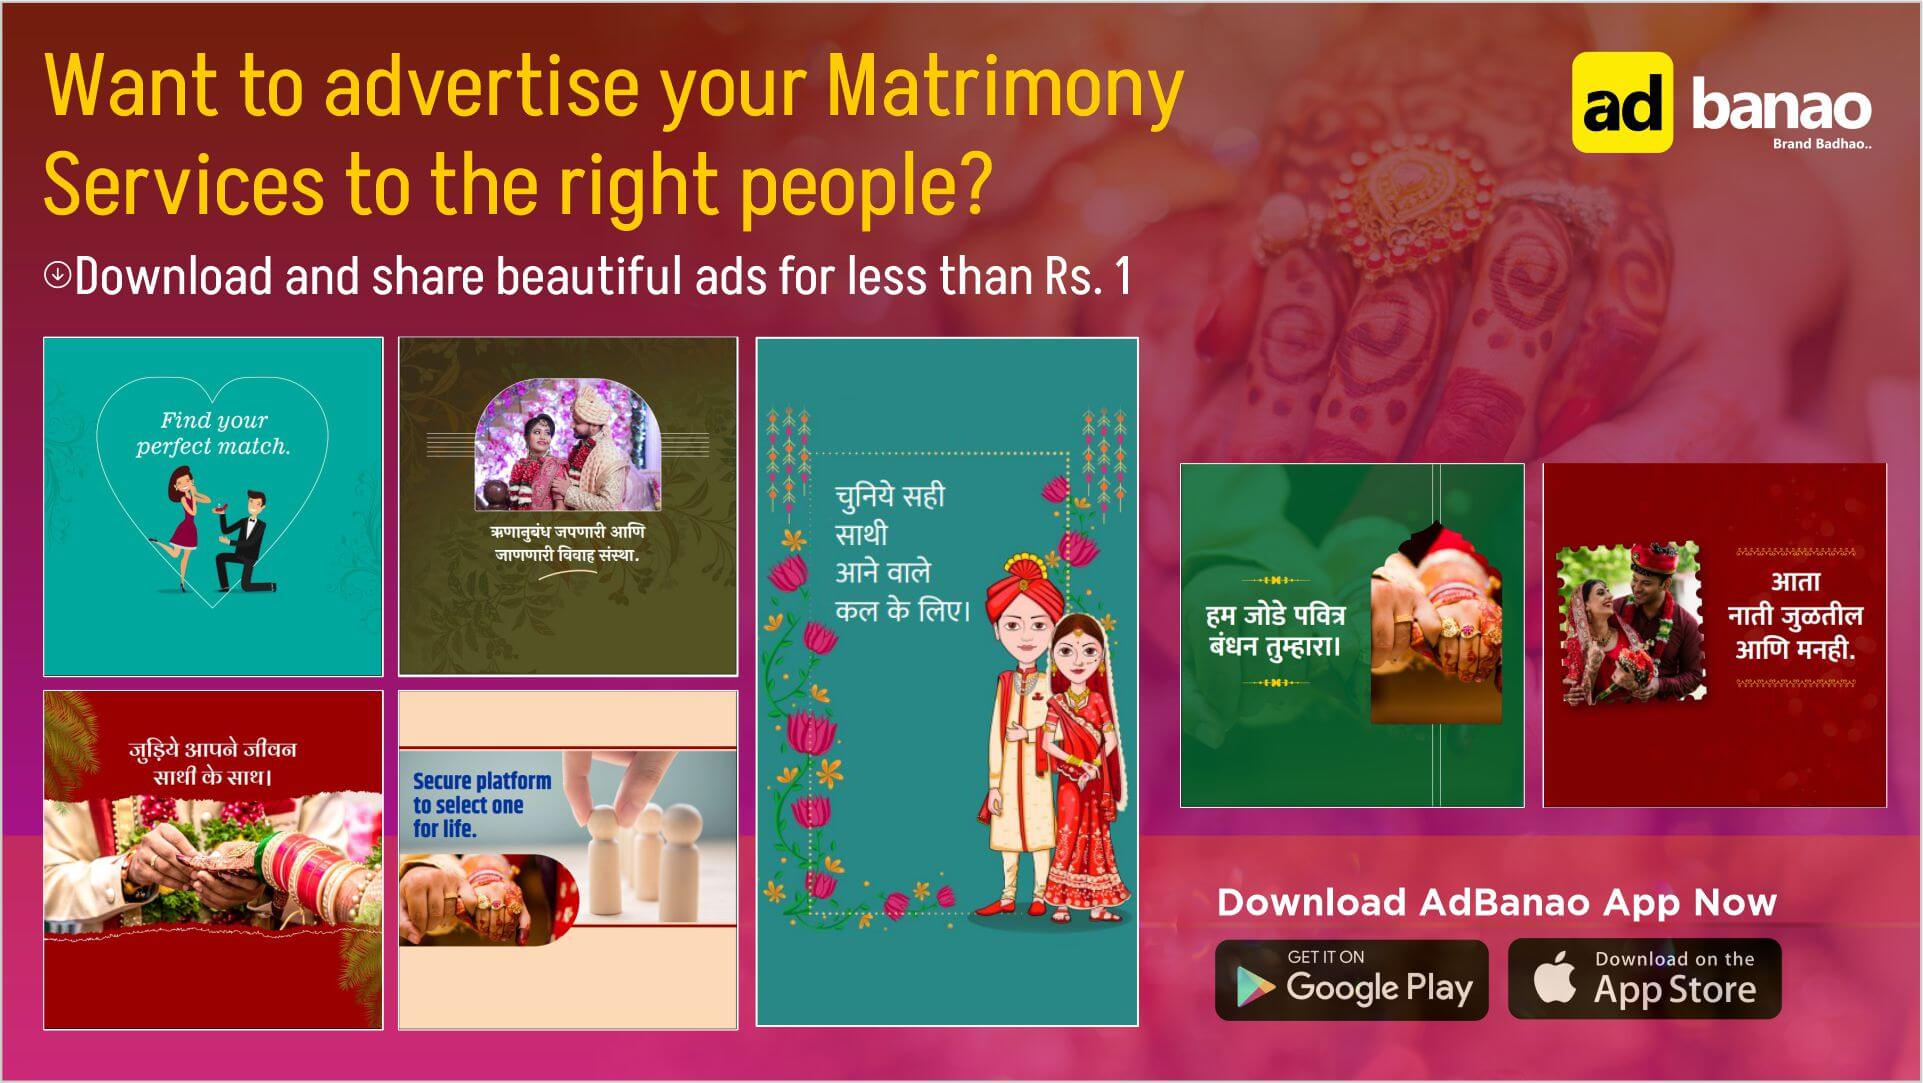 Want to advertise your Matrimony
Services to the right people?
Download and share beautiful ads for less than Rs. 1
ad banao
Brand Badhao..
Find your
perfect match.
ऋणानुबंध जपणारी आणि
जाणणारी विवाह संस्था.
चुनिये सही
साथी
आने वाले
कल के लिए।
हम जोडे पवित्र
बंधन तुम्हारा।
आता
नाती जुळतील
आणि मनही.
जुड़िये आपने जीवन
साथी के साथ।
Secure platform
to select one
for life.
Download AdBanao App Now
GET IT ON
Google Play
Download on the
App Store